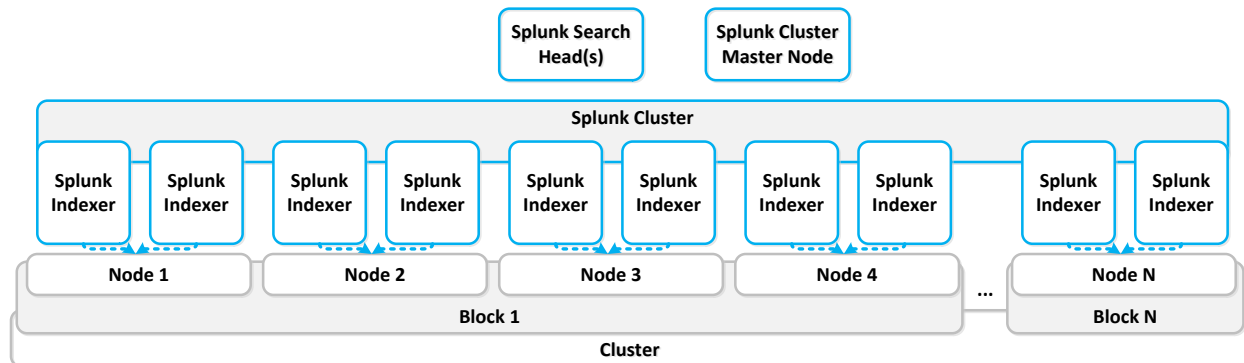 Splunk Search
Head(s)
Splunk Cluster
Master Node
Splunk Cluster
Splunk
Indexer
Splunk
Indexer
Splunk
Indexer
Splunk
Indexer
Splunk
Indexer
Splunk
Indexer
Splunk
Indexer
Splunk
Indexer
Splunk
Indexer
Splunk
Indexer
Node 1
Node 2
Node 3
Node 4
...
Node N
Block 1
Block N
Cluster